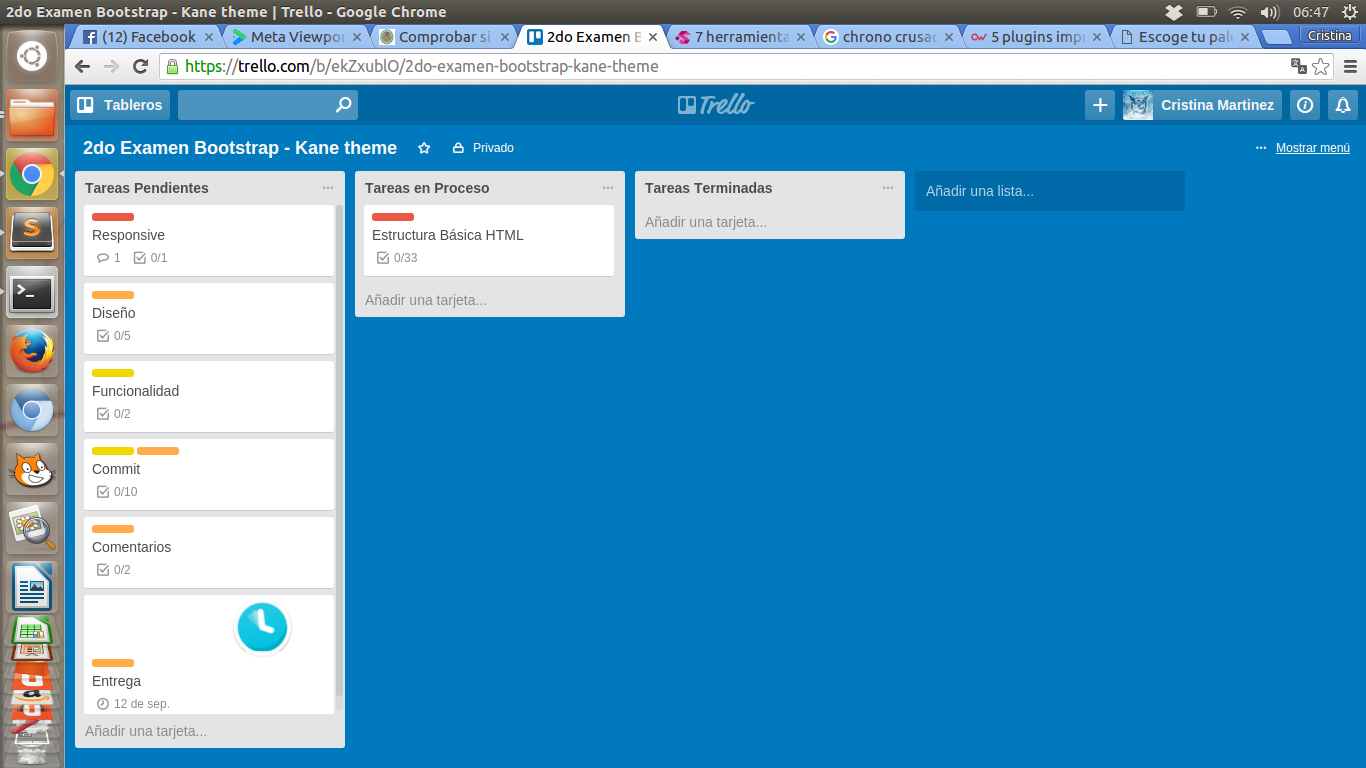 2do Examen Bootstrap - Kane theme | Trello - Google Chrome
06:47
(12) Facebook
Meta Viewpor
Comprobar si
2do Examen B
7 herramienta
chrono crusad
5 plugins imp
Escoge tu pal
Cristina
https://trello.com/b/ekZxublO/2do-examen-bootstrap-kane-theme
Tableros
Trello
Cristina Martinez
2do Examen Bootstrap - Kane theme
Privado
Mostrar menú
Tareas Pendientes
Responsive
1
0/1
Diseño
0/5
Funcionalidad
0/2
Commit
0/10
Comentarios
0/2
Entrega
12 de sep.
Añadir una tarjeta...
Tareas en Proceso
Estructura Básica HTML
0/33
Añadir una tarjeta...
Tareas Terminadas
Añadir una tarjeta...
Añadir una lista...